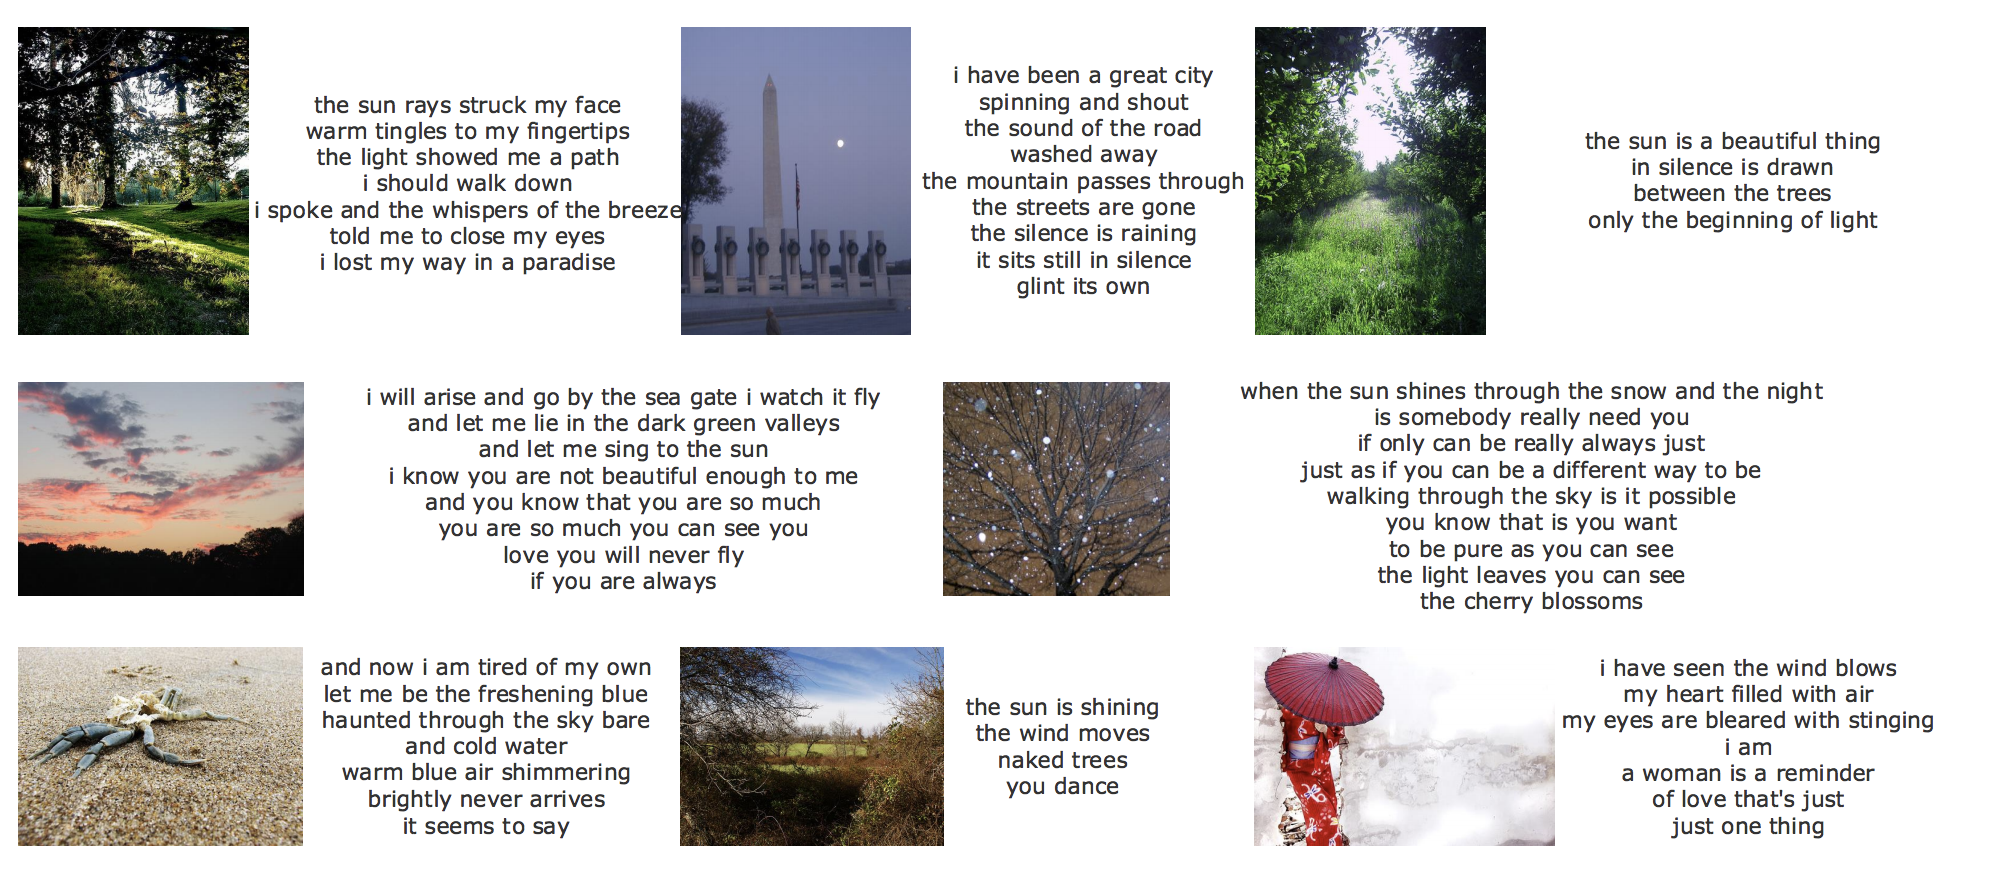 the sun rays struck my face
warm tingles to my fingertips
the light showed me a path
i should walk down
i spoke and the whispers of the breeze
told me to close my eyes
i lost my way in a paradise
i have been a great city
spinning and shout
the sound of the road
washed away
the mountain passes through
the streets are gone
the silence is raining
it sits still in silence
glint its own
the sun is a beautiful thing
in silence is drawn
between the trees
only the beginning of light
i will arise and go by the sea gate i watch it fly
and let me lie in the dark green valleys
and let me sing to the sun
i know you are not beautiful enough to me
and you know that you are so much
you are so much you can see you
love you will never fly
if you are always
when the sun shines through the snow and the night
is somebody really need you
if only can be really always just
just as if you can be a different way to be
walking through the sky is it possible
you know that is you want
to be pure as you can see
the light leaves you can see
the cherry blossoms
and now i am tired of my own
let me be the freshening blue
haunted through the sky bare
and cold water
warm blue air shimmering
brightly never arrives
it seems to say
the sun is shining
the wind moves
naked trees
you dance
i have seen the wind blows
my heart filled with air
my eyes are bleared with stinging
i am
a woman is a reminder
of love that's just
just one thing